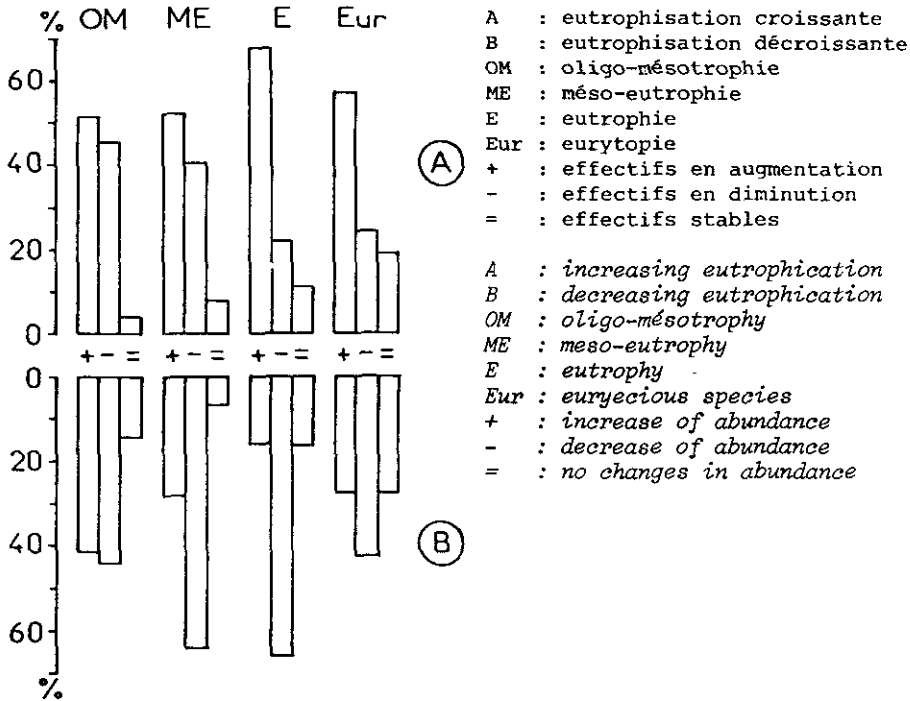 % OM ME E Eur
60
40
20
0
A
+ - = + - = + - = + - =
0
20
40
60
%
B
A : eutrophisation croissante
B : eutrophisation décroissante
OM : oligo-mésotrophie
ME : méso-eutrophie
E : eutrophie
Eur : eurytopie
+ : effectifs en augmentation
- : effectifs en diminution
= : effectifs stables
A : increasing eutrophication
B : decreasing eutrophication
OM : oligo-mésotrophy
ME : meso-eutrophy
E : eutrophy
Eur : euryecious species
+ : increase of abundance
- : decrease of abundance
= : no changes in abundance